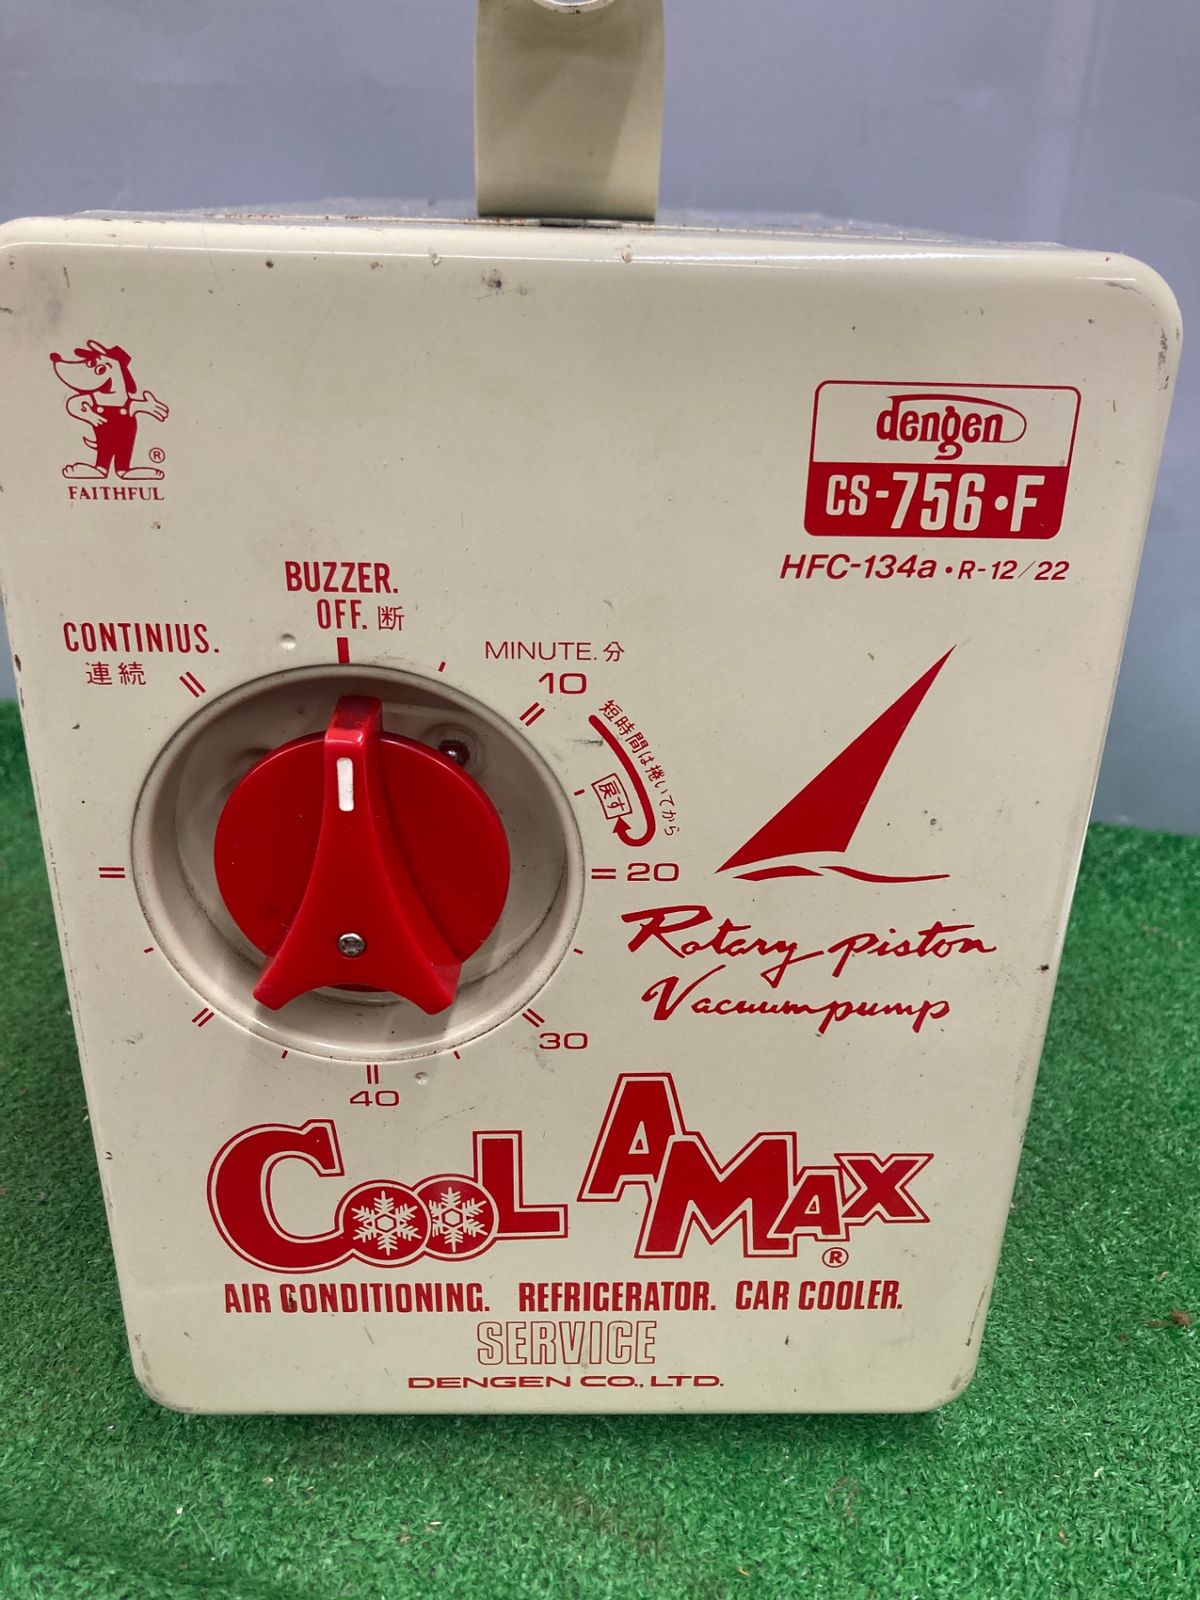 ®
FAITHFUL
dengen
CS-756・F
HFC-134a・R-12/22
BUZZER.
OFF. 断
CONTINIUS.
連続
MINUTE. 分
10
短時間は捲いてから
戻す
20
30
40
Rotary piston
Vacuumpump
COOL AMAX
®
AIR CONDITIONING. REFRIGERATOR. CAR COOLER.
SERVICE
DENGEN CO., LTD.